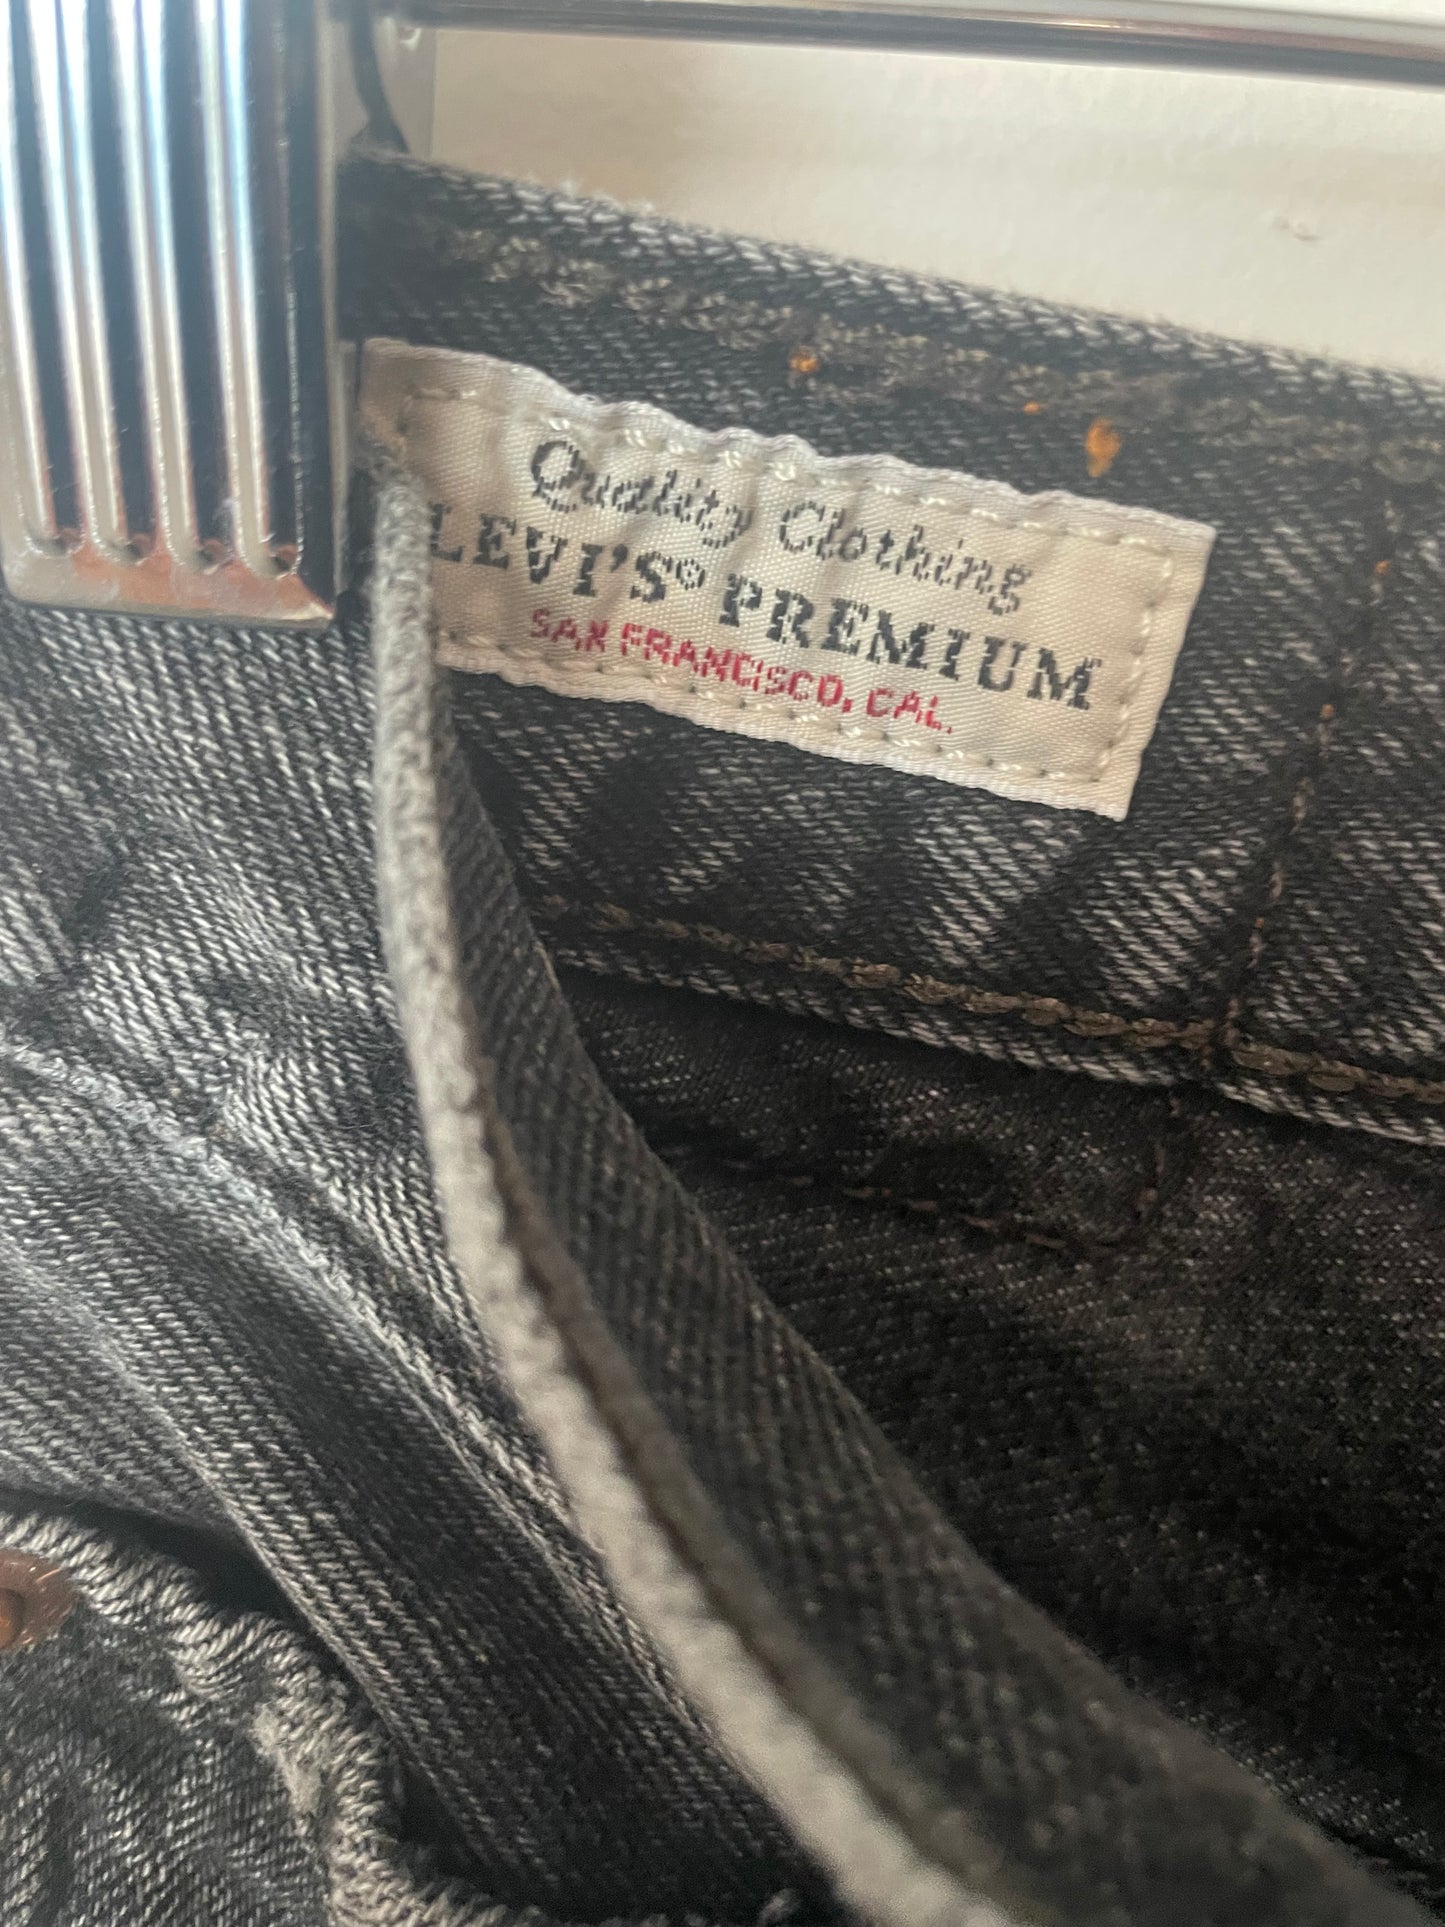 Quality Clothing
LEVI'S® PREMIUM
SAN FRANCISCO, CAL.